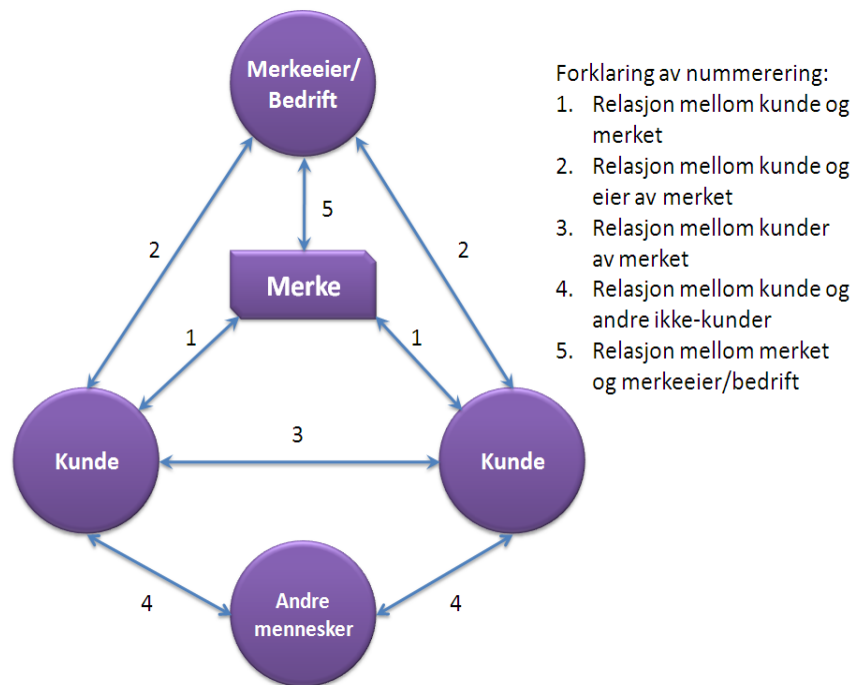 Merkeeier/
Bedrift
Forklaring av nummerering:
1. Relasjon mellom kunde og
merket
2. Relasjon mellom kunde og
eier av merket
3. Relasjon mellom kunder
av merket
4. Relasjon mellom kunde og
andre ikke-kunder
5. Relasjon mellom merket
og merkeeier/bedrift
5
2
2
Merke
1
1
3
Kunde
Kunde
4
4
Andre
mennesker